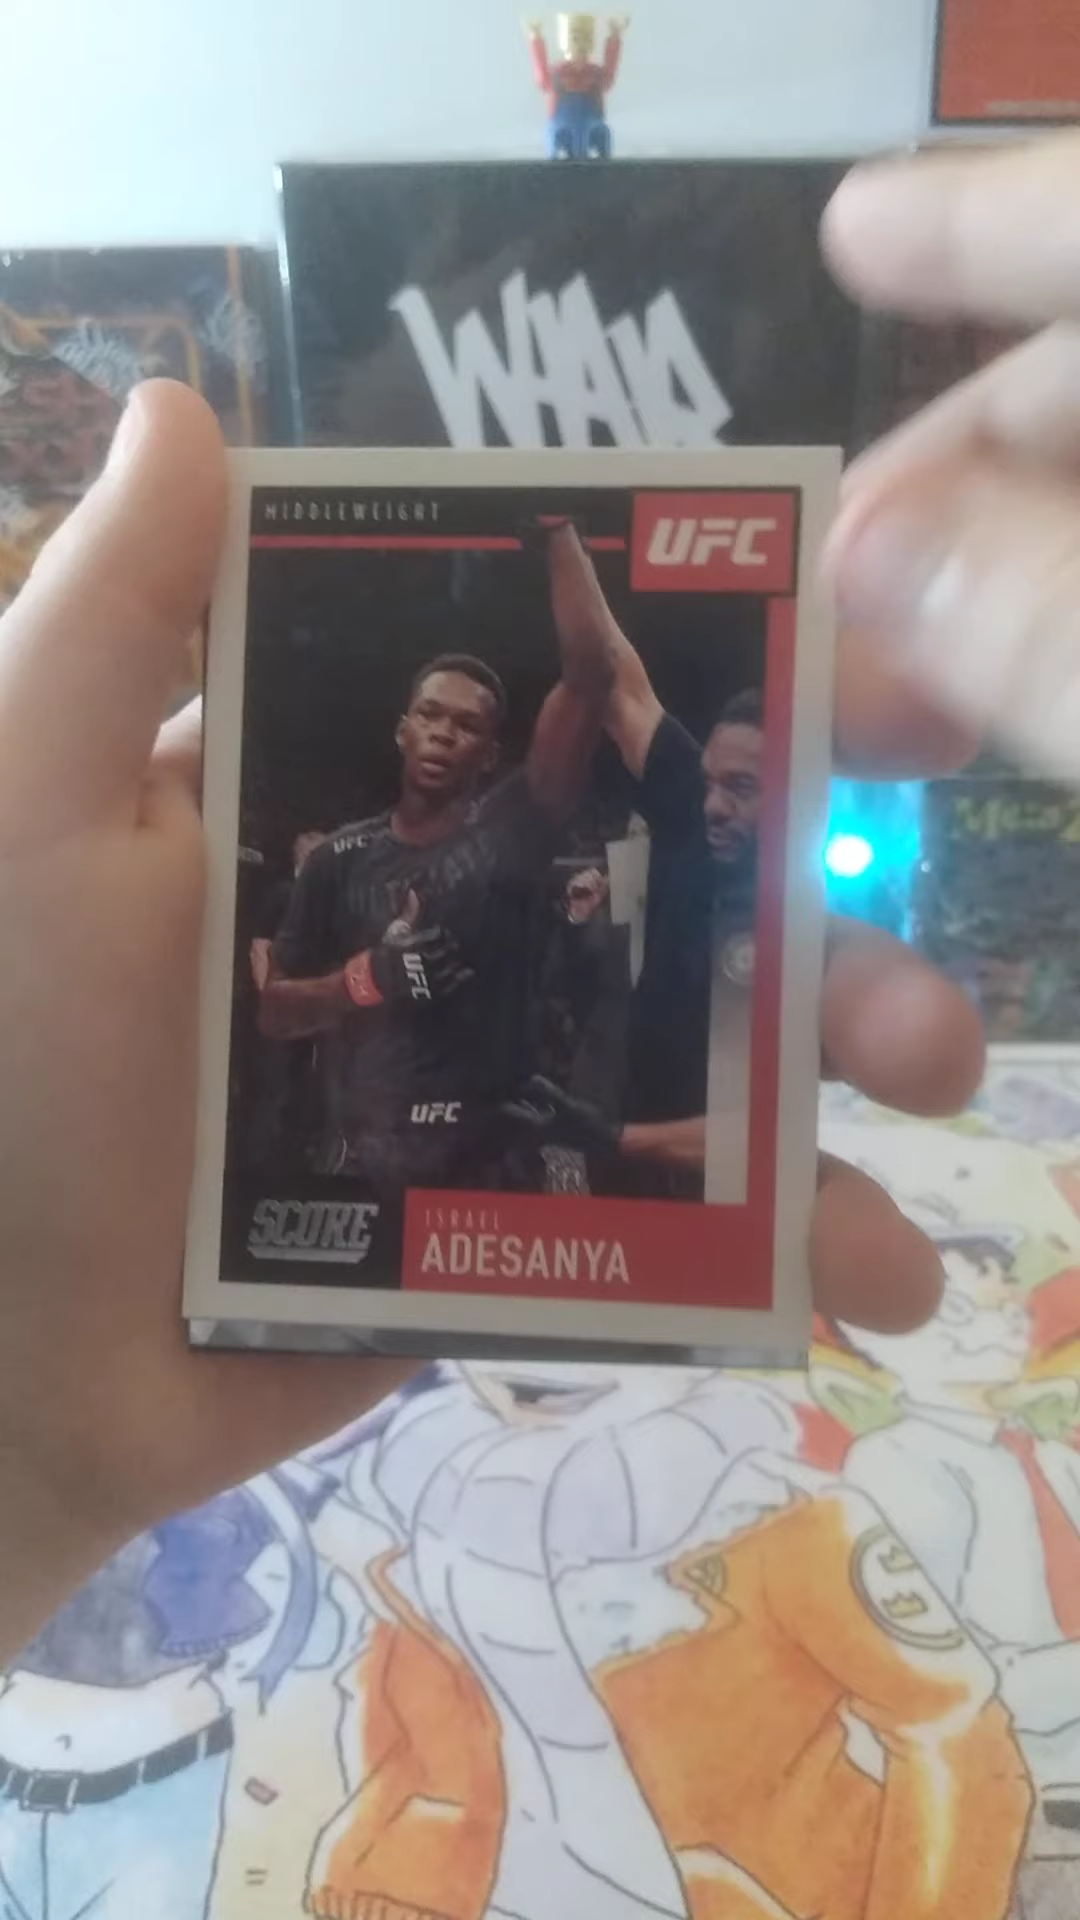 WAR
MIDDLEWEIGHT
UFC
UFC
UFC
UFC
SCORE
ISRAEL
ADESANYA